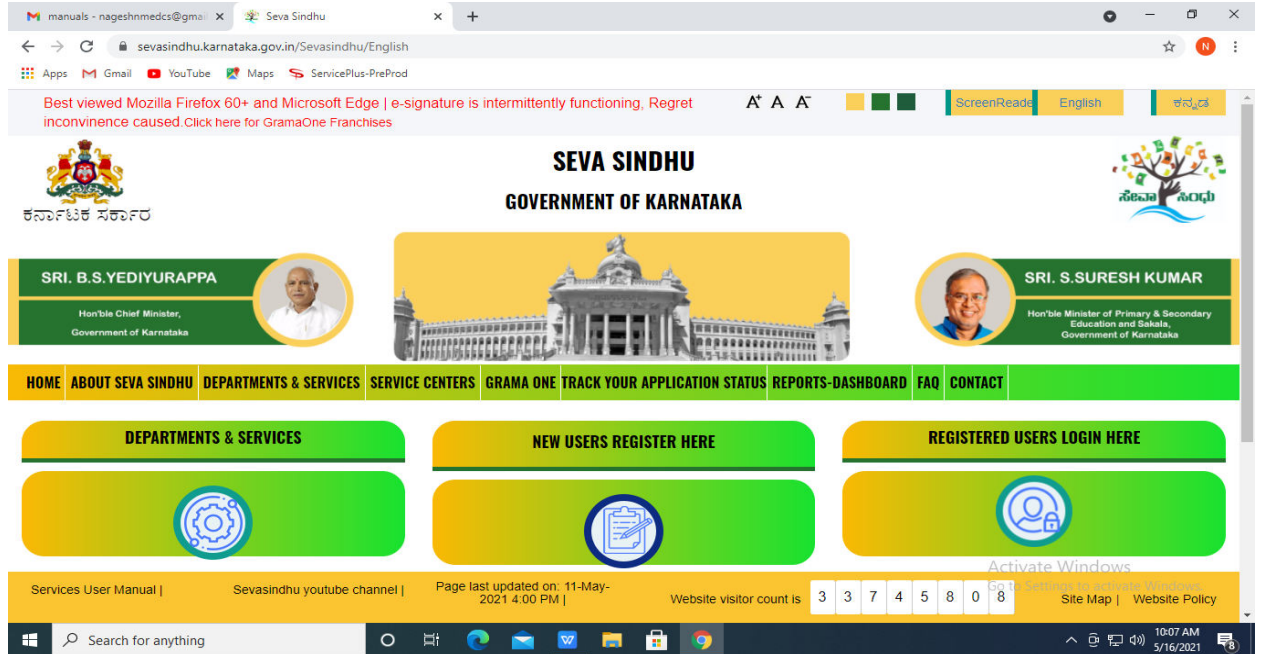 manuals - nageshnmedcs@gmai
Seva Sindhu
sevasindhu.karnataka.gov.in/Sevasindhu/English
N
Apps Gmail YouTube Maps ServicePlus-PreProd
Best viewed Mozilla Firefox 60+ and Microsoft Edge | e-signature is intermittently functioning, Regret
inconvinence caused.Click here for GramaOne Franchises
A+ A A-
ScreenReade English ಕನ್ನಡ
SEVA SINDHU
GOVERNMENT OF KARNATAKA
ಕರ್ನಾಟಕ ಸರ್ಕಾರ
ಸೇವಾ ಸಿಂಧು
SRI. B.S.YEDIYURAPPA
Hon'ble Chief Minister,
Government of Karnataka
SRI. S.SURESH KUMAR
Hon'ble Minister of Primary & Secondary
Education and Sakala,
Government of Karnataka
HOME ABOUT SEVA SINDHU DEPARTMENTS & SERVICES SERVICE CENTERS GRAMA ONE TRACK YOUR APPLICATION STATUS REPORTS-DASHBOARD FAQ CONTACT
DEPARTMENTS & SERVICES
NEW USERS REGISTER HERE
REGISTERED USERS LOGIN HERE
Activate Windows
Go to Settings to activate Windows.
Services User Manual |
Sevasindhu youtube channel |
Page last updated on: 11-May-
2021 4:00 PM |
Website visitor count is 3 3 7 4 5 8 0 8
Site Map | Website Policy
Search for anything
10:07 AM
5/16/2021
8